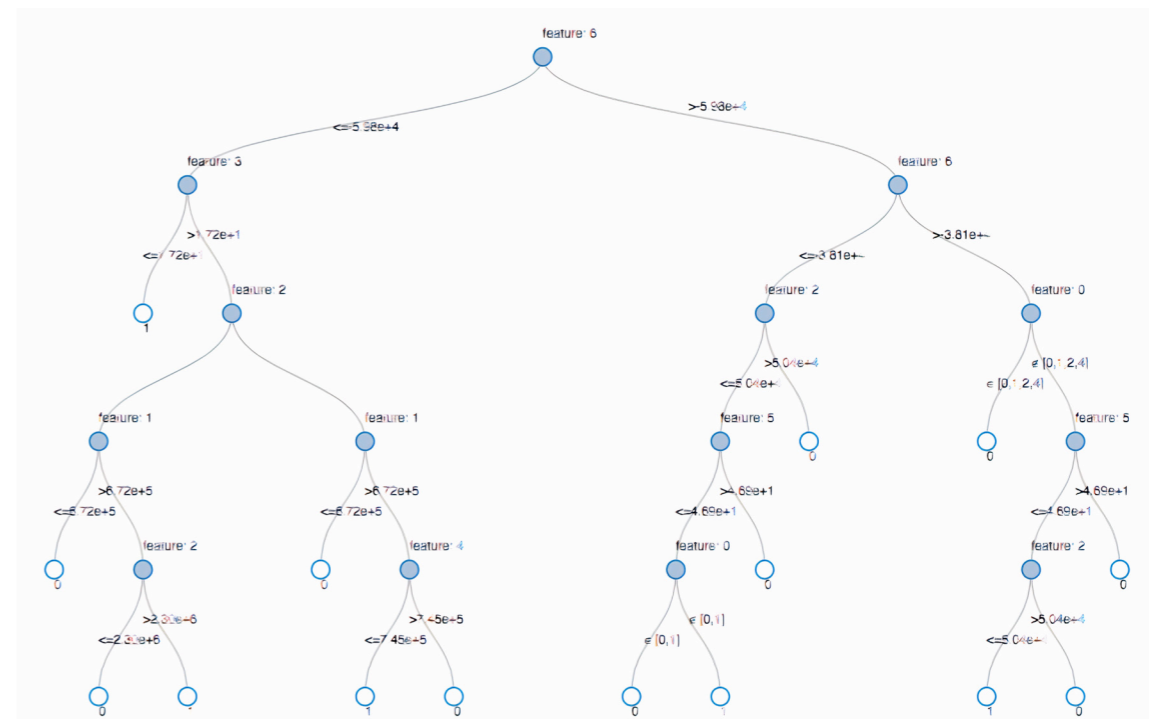 feature: 6
<=-5.98e+4
>-5.98e+4
feature: 3
feature: 6
>1.72e+1
<=1.72e+1
<=-3.81e+
>-3.81e+
1
feature: 2
feature: 2
feature: 0
>5.04e+4
<=5.04e+
∉ [0,1,2,4]
∈ [0,1,2,4]
feature: 1
feature: 1
feature: 5
0
0
feature: 5
>6.72e+5
<=6.72e+5
>6.72e+5
<=6.72e+5
>4.69e+1
<=4.69e+1
>4.69e+1
<=4.69e+1
0
feature: 2
0
feature: 4
feature: 0
0
feature: 2
0
>2.30e+6
<=2.30e+6
>7.45e+5
<=7.45e+5
∉ [0,1]
∈ [0,1]
>5.04e+4
<=5.04e+
0
1
1
0
0
1
1
0